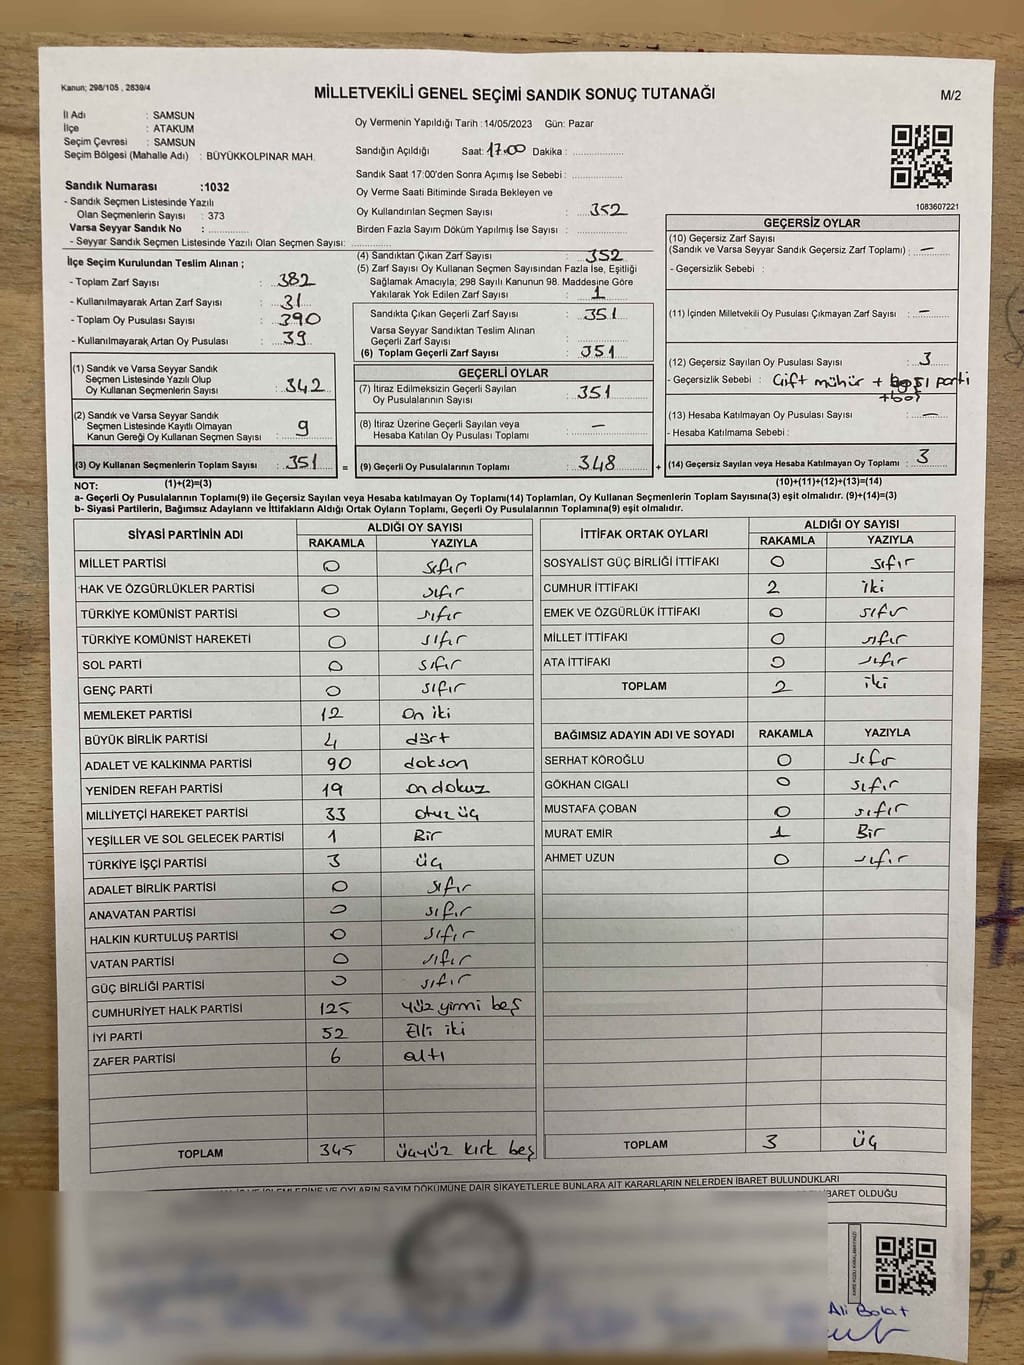 Kanun; 298/105 , 2839/4
MİLLETVEKİLİ GENEL SEÇİMİ SANDIK SONUÇ TUTANAĞI
M/2
İl Adı : SAMSUN
İlçe : ATAKUM
Seçim Çevresi : SAMSUN
Seçim Bölgesi (Mahalle Adı) : BÜYÜKKOLPINAR MAH.
Oy Vermenin Yapıldığı Tarih : 14/05/2023 Gün: Pazar
Sandığın Açıldığı Saat: 17.00 Dakika :
Sandık Saat 17:00'den Sonra Açımış İse Sebebi :
Oy Verme Saati Bitiminde Sırada Bekleyen ve
Oy Kullandırılan Seçmen Sayısı : 352
Birden Fazla Sayım Döküm Yapılmış İse Sayısı :
Sandık Numarası :1032
- Sandık Seçmen Listesinde Yazılı
Olan Seçmenlerin Sayısı : 373
Varsa Seyyar Sandık No :
- Seyyar Sandık Seçmen Listesinde Yazılı Olan Seçmen Sayısı:
1083607221
İlçe Seçim Kurulundan Teslim Alınan ;
- Toplam Zarf Sayısı : 382
- Kullanılmayarak Artan Zarf Sayısı : 31
- Toplam Oy Pusulası Sayısı : 390
- Kullanılmayarak Artan Oy Pusulası : 39
(4) Sandıktan Çıkan Zarf Sayısı : 352
(5) Zarf Sayısı Oy Kullanan Seçmen Sayısından Fazla İse, Eşitliği
Sağlamak Amacıyla; 298 Sayılı Kanunun 98. Maddesine Göre
Yakılarak Yok Edilen Zarf Sayısı : 1
Sandıkta Çıkan Geçerli Zarf Sayısı : 351
Varsa Seyyar Sandıktan Teslim Alınan
Geçerli Zarf Sayısı :
(6) Toplam Geçerli Zarf Sayısı : 351
GEÇERSİZ OYLAR
(10) Geçersiz Zarf Sayısı
(Sandık ve Varsa Seyyar Sandık Geçersiz Zarf Toplamı) : —
- Geçersizlik Sebebi :
(11) İçinden Milletvekili Oy Pusulası Çıkmayan Zarf Sayısı : —
(12) Geçersiz Sayılan Oy Pusulası Sayısı : 3
- Geçersizlik Sebebi : Çift mühür + 1 parti
+boş
(13) Hesaba Katılmayan Oy Pusulası Sayısı : —
- Hesaba Katılmama Sebebi :
(14) Geçersiz Sayılan veya Hesaba Katılmayan Oy Toplamı : 3
(1) Sandık ve Varsa Seyyar Sandık
Seçmen Listesinde Yazılı Olup
Oy Kullanan Seçmenlerin Sayısı : 342
(2) Sandık ve Varsa Seyyar Sandık
Seçmen Listesinde Kayıtlı Olmayan
Kanun Gereği Oy Kullanan Seçmen Sayısı : 9
(3) Oy Kullanan Seçmenlerin Toplam Sayısı : 351 =
GEÇERLİ OYLAR
(7) İtiraz Edilmeksizin Geçerli Sayılan
Oy Pusulalarının Sayısı : 351
(8) İtiraz Üzerine Geçerli Sayılan veya
Hesaba Katılan Oy Pusulası Toplamı : —
(9) Geçerli Oy Pusulalarının Toplamı : 348 +
NOT: (1)+(2)=(3) (10)+(11)+(12)+(13)=(14)
a- Geçerli Oy Pusulalarının Toplamı(9) ile Geçersiz Sayılan veya Hesaba katılmayan Oy Toplamı(14) Toplamları, Oy Kullanan Seçmenlerin Toplam Sayısına(3) eşit olmalıdır. (9)+(14)=(3)
b- Siyasi Partilerin, Bağımsız Adayların ve İttifakların Aldığı Ortak Oyların Toplamı, Geçerli Oy Pusulalarının Toplamına(9) eşit olmalıdır.
SİYASİ PARTİNİN ADI ALDIĞI OY SAYISI
RAKAMLA YAZIYLA
MİLLET PARTİSİ 0 sıfır
HAK VE ÖZGÜRLÜKLER PARTİSİ 0 sıfır
TÜRKİYE KOMÜNİST PARTİSİ 0 sıfır
TÜRKİYE KOMÜNİST HAREKETİ 0 sıfır
SOL PARTİ 0 sıfır
GENÇ PARTİ 0 sıfır
MEMLEKET PARTİSİ 12 on iki
BÜYÜK BİRLİK PARTİSİ 4 dört
ADALET VE KALKINMA PARTİSİ 90 doksan
YENİDEN REFAH PARTİSİ 19 on dokuz
MİLLİYETÇİ HAREKET PARTİSİ 33 otuz üç
YEŞİLLER VE SOL GELECEK PARTİSİ 1 Bir
TÜRKİYE İŞÇİ PARTİSİ 3 üç
ADALET BİRLİK PARTİSİ 0 sıfır
ANAVATAN PARTİSİ 0 sıfır
HALKIN KURTULUŞ PARTİSİ 0 sıfır
VATAN PARTİSİ 0 sıfır
GÜÇ BİRLİĞİ PARTİSİ 0 sıfır
CUMHURİYET HALK PARTİSİ 125 yüz yirmi beş
İYİ PARTİ 52 Elli iki
ZAFER PARTİSİ 6 altı
TOPLAM 345 üçyüz kırk beş
İTTİFAK ORTAK OYLARI ALDIĞI OY SAYISI
RAKAMLA YAZIYLA
SOSYALİST GÜÇ BİRLİĞİ İTTİFAKI 0 sıfır
CUMHUR İTTİFAKI 2 iki
EMEK VE ÖZGÜRLÜK İTTİFAKI 0 sıfır
MİLLET İTTİFAKI 0 sıfır
ATA İTTİFAKI 0 sıfır
TOPLAM 2 iki
BAĞIMSIZ ADAYIN ADI VE SOYADI RAKAMLA YAZIYLA
SERHAT KÖROĞLU 0 sıfır
GÖKHAN CIGALI 0 sıfır
MUSTAFA ÇOBAN 0 sıfır
MURAT EMİR 1 Bir
AHMET UZUN 0 sıfır
TOPLAM 3 üç
OYLARIN SAYIM DÖKÜMÜNE DAİR ŞİKAYETLERLE BUNLARA AİT KARARLARIN NELERDEN İBARET BULUNDUKLARI
İBARET OLDUĞU
Ali Bolat